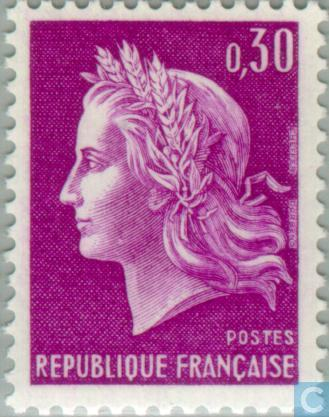 0,30
POSTES
REPUBLIQUE FRANÇAISE
C